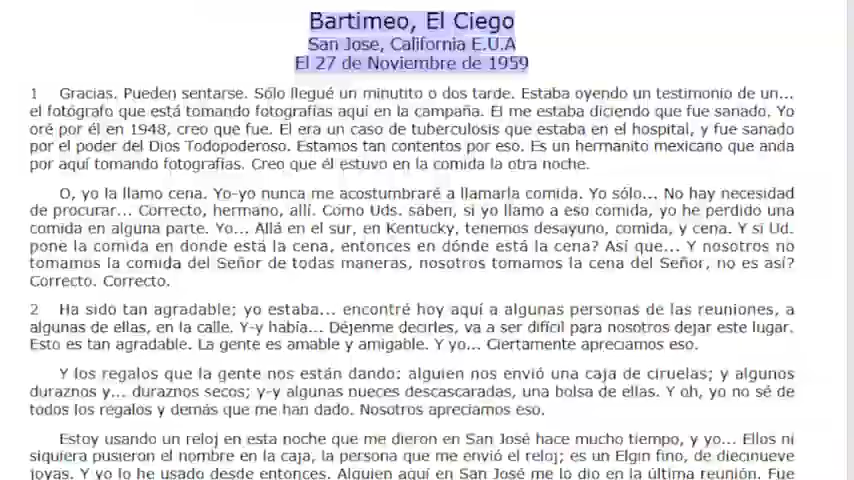 Bartimeo, El Ciego
San Jose, California E.U.A
El 27 de Noviembre de 1959
1 Gracias. Pueden sentarse. Sólo llegué un minutito o dos tarde. Estaba oyendo un testimonio de un...
el fotógrafo que está tomando fotografías aquí en la campaña. El me estaba diciendo que fue sanado. Yo
oré por él en 1948, creo que fue. El era un caso de tuberculosis que estaba en el hospital, y fue sanado
por el poder del Dios Todopoderoso. Estamos tan contentos por eso. Es un hermanito mexicano que anda
por aquí tomando fotografías. Creo que él estuvo en la comida la otra noche.
O, yo la llamo cena. Yo-yo nunca me acostumbraré a llamarla comida. Yo sólo... No hay necesidad
de procurar... Correcto, hermano, allí. Como Uds. saben, si yo llamo a eso comida, yo he perdido una
comida en alguna parte. Yo... Allá en el sur, en Kentucky, tenemos desayuno, comida, y cena. Y si Ud.
pone la comida en donde está la cena, entonces en dónde está la cena? Así que... Y nosotros no
tomamos la comida del Señor de todas maneras, nosotros tomamos la cena del Señor, no es así?
Correcto. Correcto.
2 Ha sido tan agradable; yo estaba... encontré hoy aquí a algunas personas de las reuniones, a
algunas de ellas, en la calle. Y-y había... Déjenme decirles, va a ser difícil para nosotros dejar este lugar.
Esto es tan agradable. La gente es amable y amigable. Y yo... Ciertamente apreciamos eso.
Y los regalos que la gente nos están dando: alguien nos envió una caja de ciruelas; y algunos
duraznos y... duraznos secos; y-y algunas nueces descascaradas, una bolsa de ellas. Y oh, yo no sé de
todos los regalos y demás que me han dado. Nosotros apreciamos eso.
Estoy usando un reloj en esta noche que me dieron en San José hace mucho tiempo, y yo... Ellos ni
siquiera pusieron el nombre en la caja, la persona que me envió el reloj; es un Elgin fino, de diecinueve
joyas. Y yo lo he usado desde entonces. Alguien aquí en San José me lo dio en la última reunión. Fue